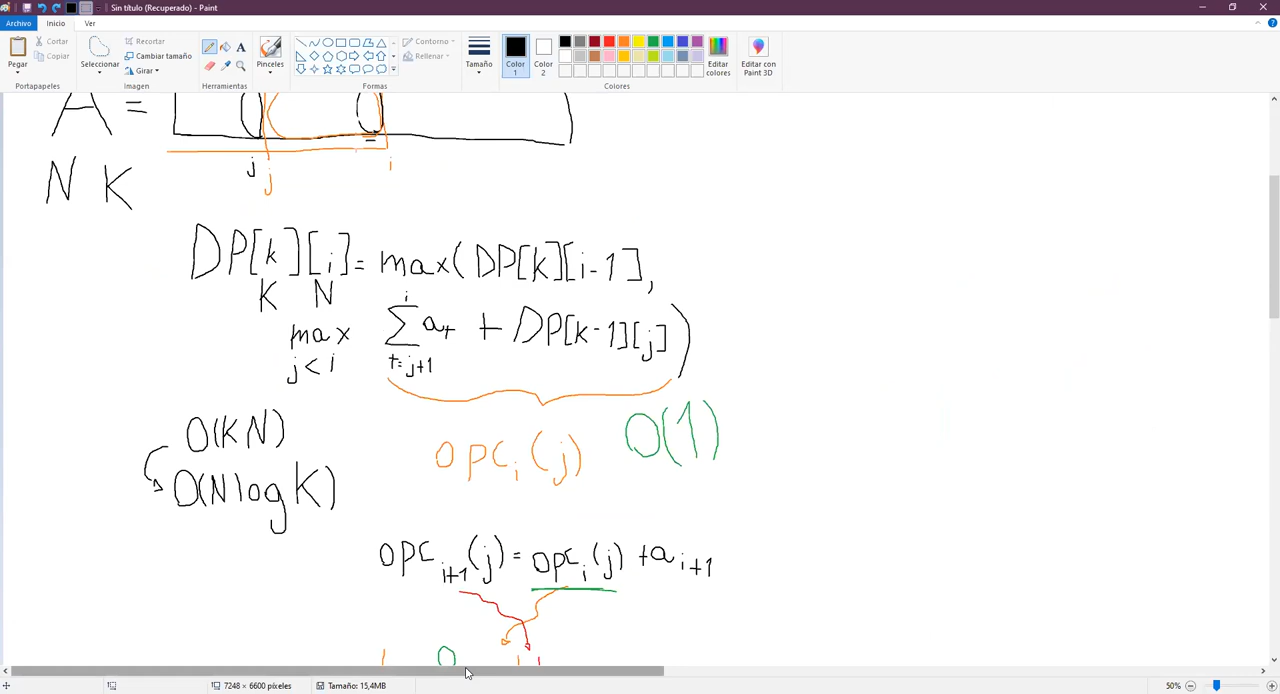 Sin título (Recuperado) - Paint
Archivo Inicio Ver
Pegar Cortar Copiar Seleccionar Recortar Cambiar tamaño Girar Pinceles Contorno Rellenar Tamaño Color 1 Color 2 Editar colores Editar con Paint 3D
Portapapeles Imagen Herramientas Formas Colores
A =
j j i
N K
DP[k][i] = max(DP[k][i-1],
K N
max j<i ∑ i t=j+1 a_t + DP[k-1][j])
O(KN)
OPC_i(j) O(1)
O(N log K)
OPC_{i+1}(j) = OPC_i(j) + a_{i+1}
7248 × 6600 píxeles Tamaño: 15,4MB 50%